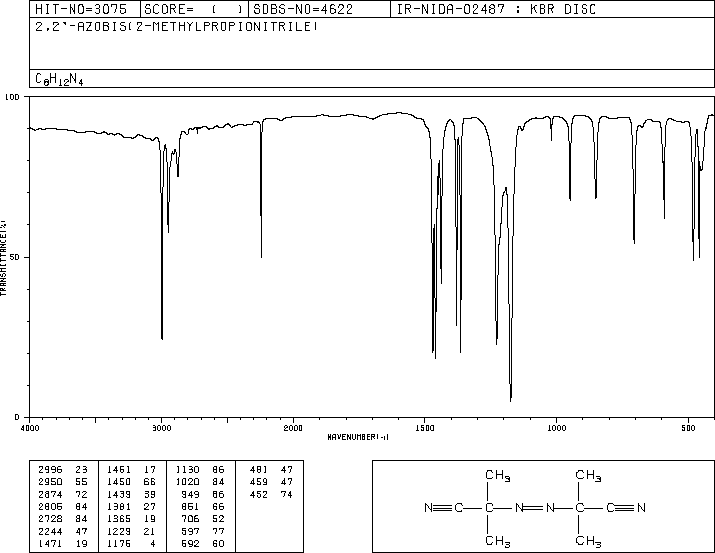 HIT-NO=3075 SCORE= ( ) SDBS-NO=4622 IR-NIDA-02487 : KBR DISC
2,2'-AZOBIS(2-METHYLPROPIONITRILE)
C8H12N4
100
50
0
TRANSMITTANCE(%)
4000 3000 2000 1500 1000 500
WAVENUMBER(-1)
2996 23 1461 17 1130 86 481 47
2950 55 1450 66 1020 84 459 47
2874 72 1439 39 949 66 452 74
2806 84 1381 27 851 66
2728 84 1365 19 706 52
2244 47 1229 21 597 77
1471 19 1176 4 592 60
CH3 CH3
N≡C—C—N=N—C—C≡N
CH3 CH3